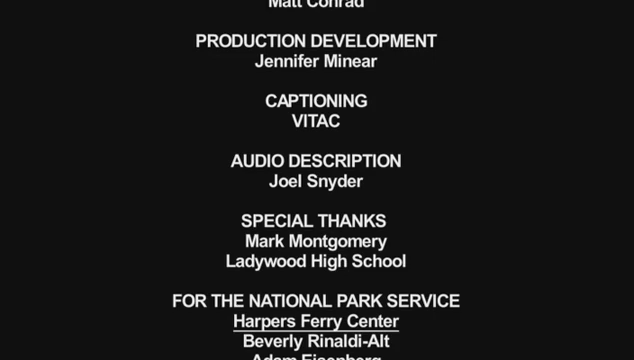 Matt Conrad
PRODUCTION DEVELOPMENT
Jennifer Minear
CAPTIONING
VITAC
AUDIO DESCRIPTION
Joel Snyder
SPECIAL THANKS
Mark Montgomery
Ladywood High School
FOR THE NATIONAL PARK SERVICE
Harpers Ferry Center
Beverly Rinaldi-Alt
Adam Eisenberg